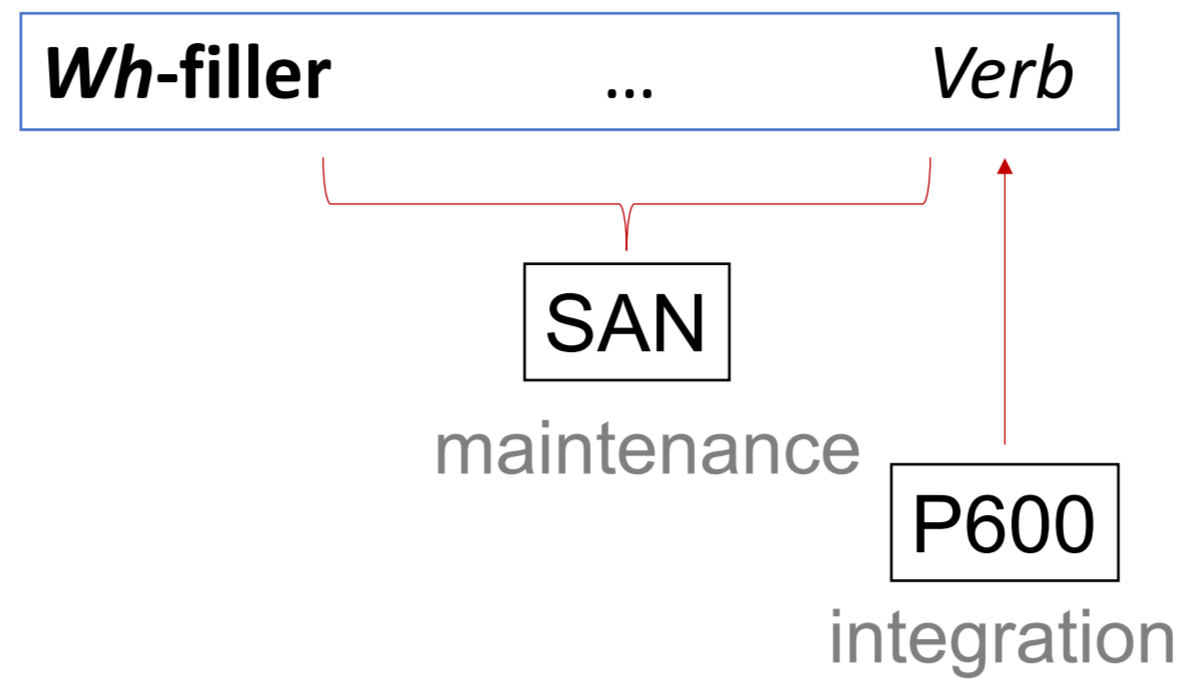 Wh-filler ... Verb
SAN
maintenance
P600
integration